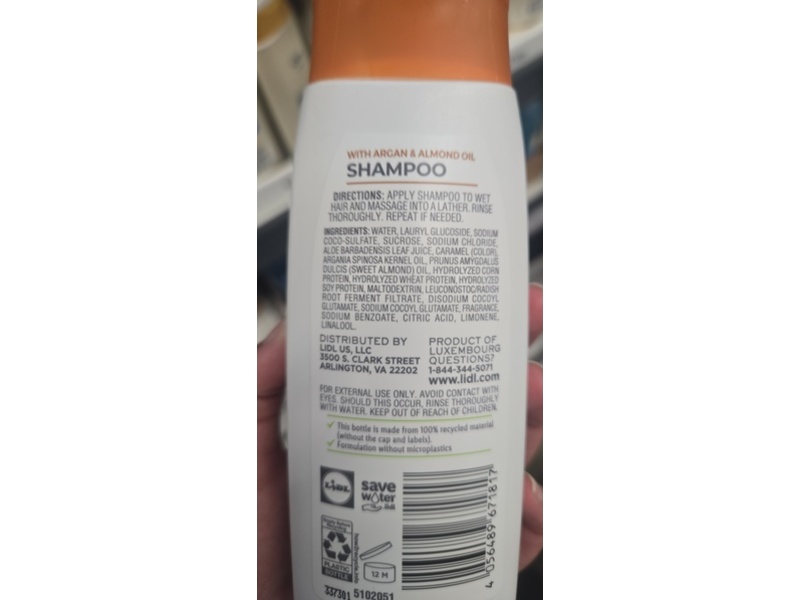 WITH ARGAN & ALMOND OIL
SHAMPOO
DIRECTIONS: APPLY SHAMPOO TO WET
HAIR AND MASSAGE INTO A LATHER. RINSE
THOROUGHLY. REPEAT IF NEEDED.
INGREDIENTS: WATER, LAURYL GLUCOSIDE, SODIUM
COCO-SULFATE, SUCROSE, SODIUM CHLORIDE,
ALOE BARBADENSIS LEAF JUICE, CARAMEL (COLOR),
ARGANIA SPINOSA KERNEL OIL, PRUNUS AMYGDALUS
DULCIS (SWEET ALMOND) OIL, HYDROLYZED CORN
PROTEIN, HYDROLYZED WHEAT PROTEIN, HYDROLYZED
SOY PROTEIN, MALTODEXTRIN, LEUCONOSTOC/RADISH
ROOT FERMENT FILTRATE, DISODIUM COCOYL
GLUTAMATE, SODIUM COCOYL GLUTAMATE, FRAGRANCE,
SODIUM BENZOATE, CITRIC ACID, LIMONENE,
LINALOOL.
DISTRIBUTED BY
LIDL US, LLC
3500 S. CLARK STREET
ARLINGTON, VA 22202
PRODUCT OF
LUXEMBOURG
QUESTIONS?
1-844-344-5071
www.lidl.com
FOR EXTERNAL USE ONLY. AVOID CONTACT WITH
EYES. SHOULD THIS OCCUR, RINSE THOROUGHLY
WITH WATER. KEEP OUT OF REACH OF CHILDREN.
✓ This bottle is made from 100% recycled material
(without the cap and labels).
✓ Formulation without microplastics
LIDL
save
water
.lidl
PLASTIC
BOTTLE
12 M
4 056489 671817
337301 5102051